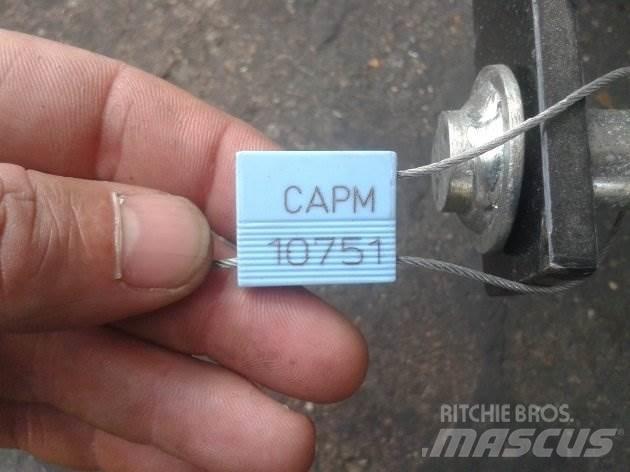 CAPM
10751
RITCHIE BROS.
MASCUS